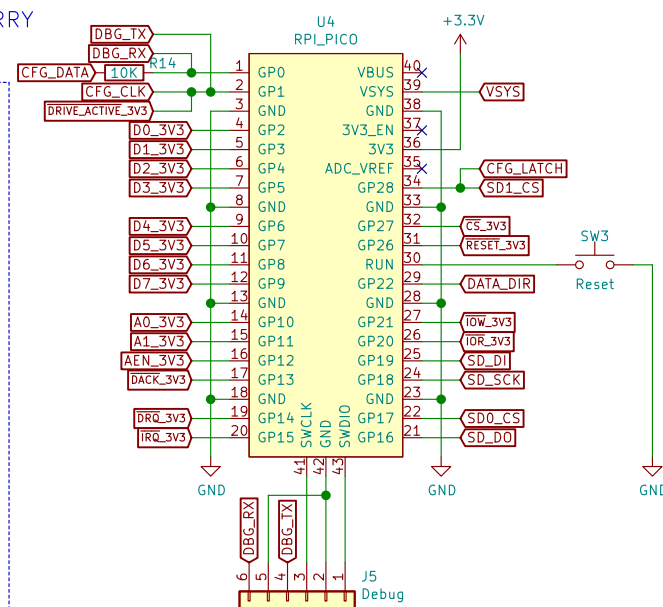 RRY
U4
RPI_PICO
+3.3V
DBG_TX
DBG_RX
R14
CFG_DATA 10K 1 GP0 VBUS 40
CFG_CLK 2 GP1 VSYS 39 VSYS
DRIVE_ACTIVE_3V3 3 GND GND 38
D0_3V3 4 GP2 3V3_EN 37
D1_3V3 5 GP3 3V3 36
D2_3V3 6 GP4 ADC_VREF 35 CFG_LATCH
D3_3V3 7 GP5 GP28 34 SD1_CS
8 GND GND 33
D4_3V3 9 GP6 GP27 32 CS_3V3
D5_3V3 10 GP7 GP26 31 RESET_3V3
SW3
D6_3V3 11 GP8 RUN 30
D7_3V3 12 GP9 GP22 29 DATA_DIR Reset
13 GND GND 28
A0_3V3 14 GP10 GP21 27 IOW_3V3
A1_3V3 15 GP11 GP20 26 IOR_3V3
AEN_3V3 16 GP12 GP19 25 SD_DI
DACK_3V3 17 GP13 GP18 24 SD_SCK
18 GND GND 23
DRQ_3V3 19 GP14 GP17 22 SD0_CS
IRQ_3V3 20 GP15 GP16 21 SD_DO
SWCLK GND SWDIO
41 42 43
GND GND GND
DBG_RX DBG_TX
6 5 4 3 2 1
J5
Debug